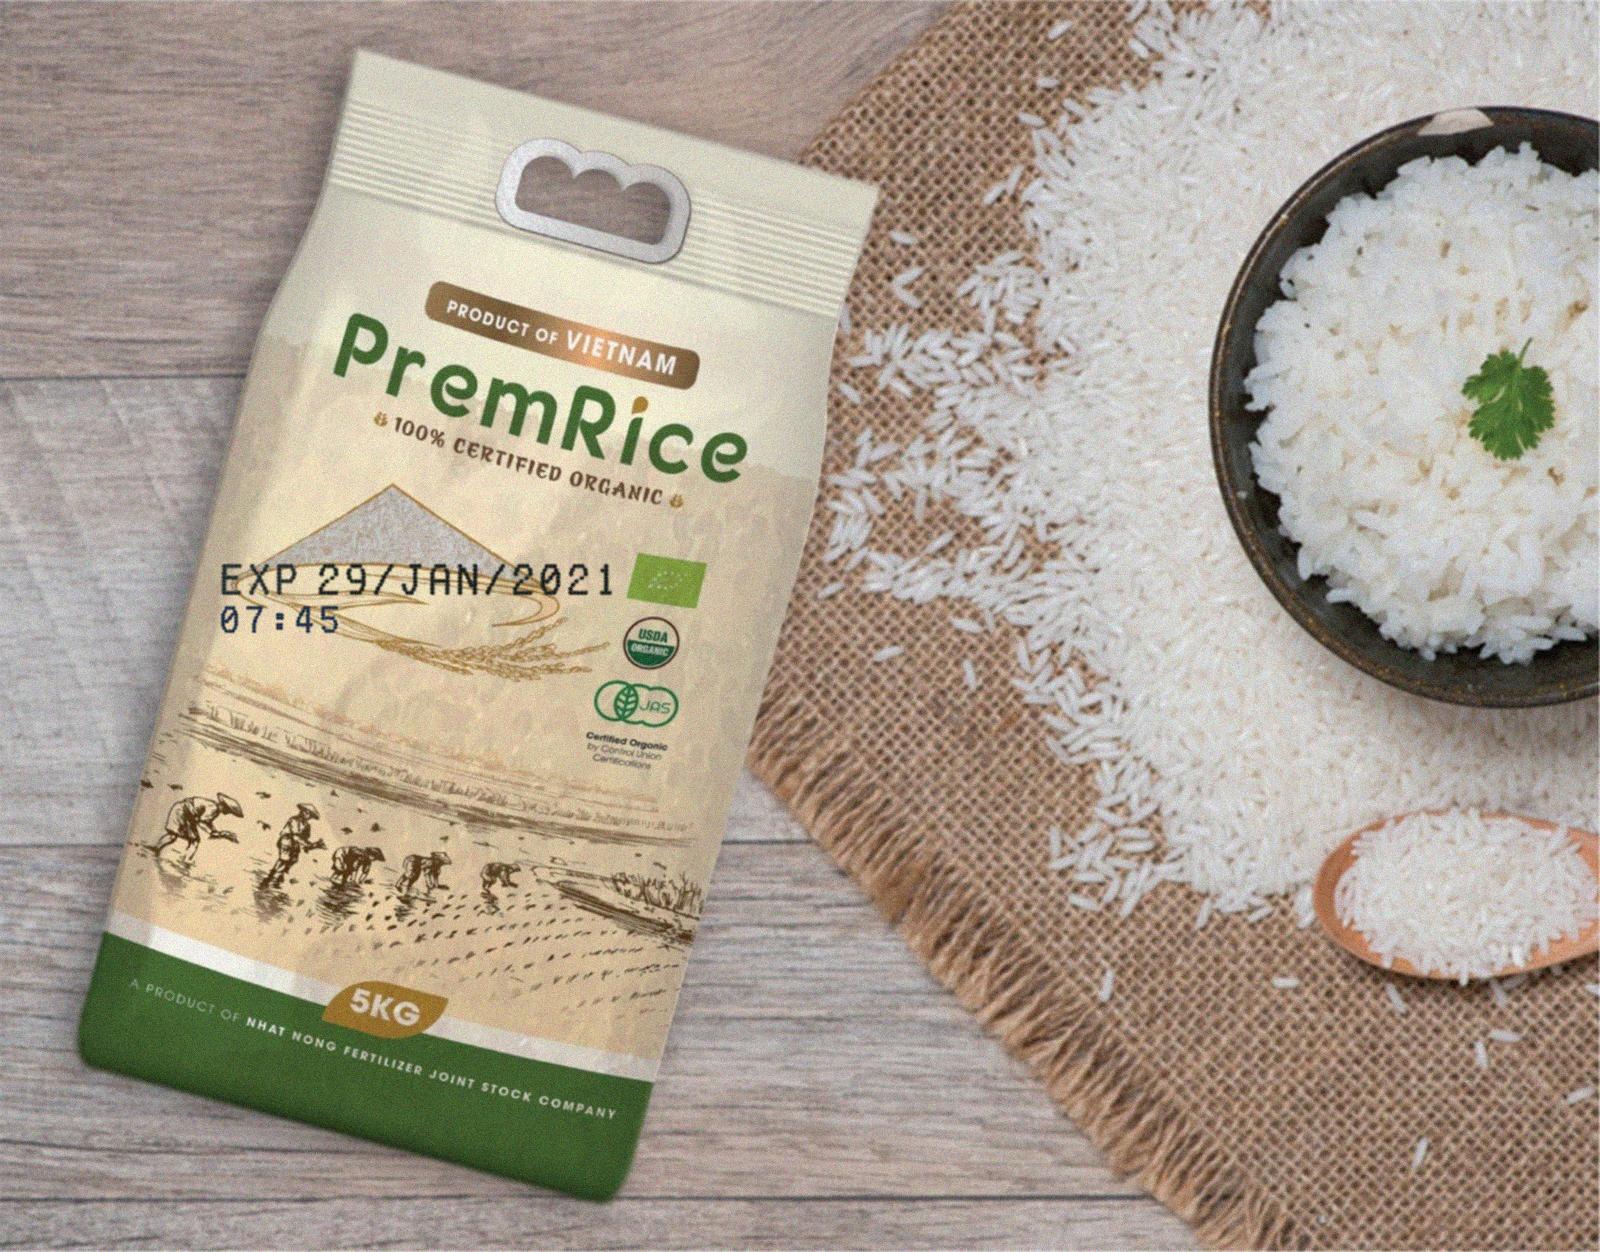 PRODUCT OF VIETNAM
PremRice
100% CERTIFIED ORGANIC
EXP 29/JAN/2021
07:45
USDA
ORGANIC
JAS
Certified Organic
by Control Union
Certifications
5KG
A PRODUCT OF NHAT NONG FERTILIZER JOINT STOCK COMPANY